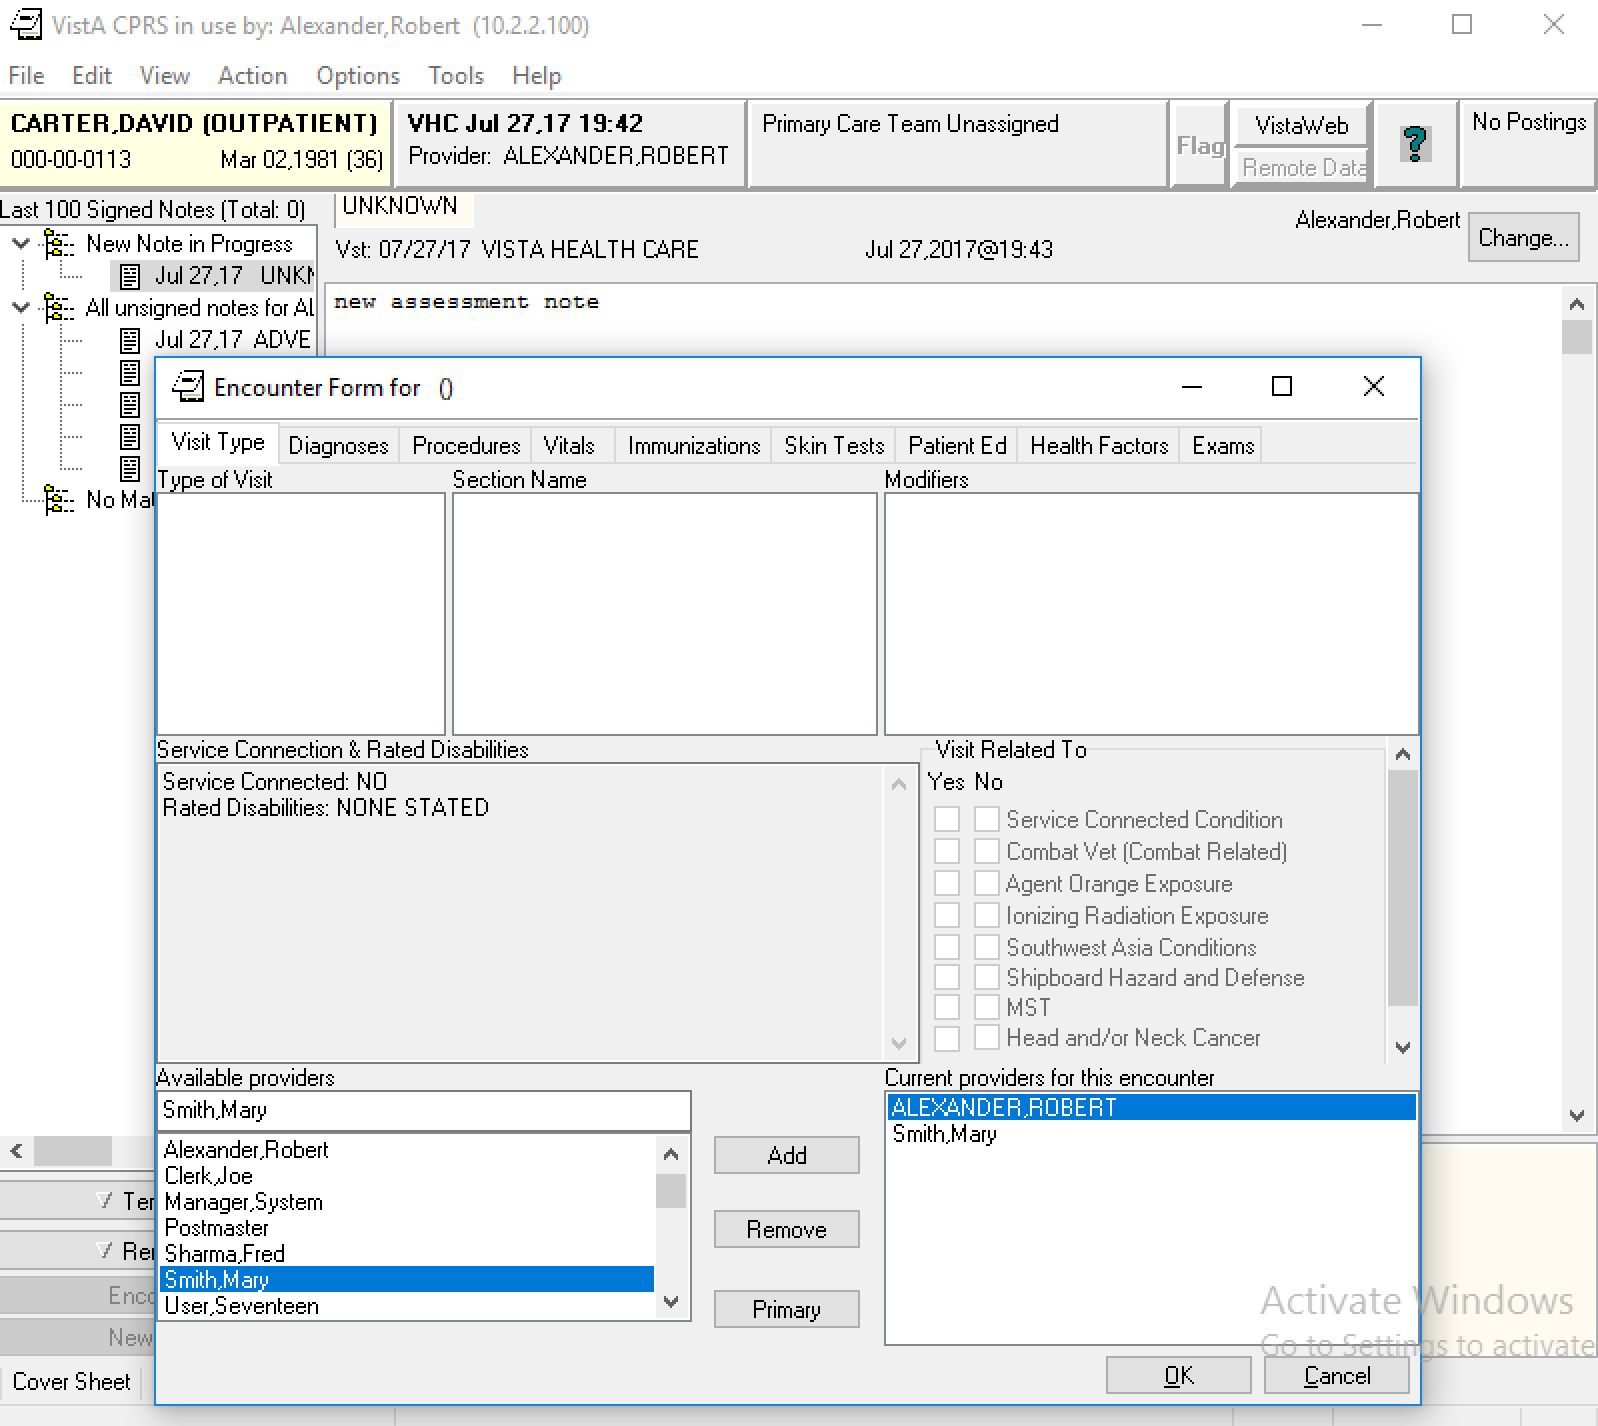 VistA CPRS in use by: Alexander,Robert (10.2.2.100)
File Edit View Action Options Tools Help
CARTER,DAVID (OUTPATIENT)
000-00-0113 Mar 02,1981 (36)
VHC Jul 27,17 19:42
Provider: ALEXANDER,ROBERT
Primary Care Team Unassigned
Flag
VistaWeb
Remote Data
?
No Postings
Last 100 Signed Notes (Total: 0)
New Note in Progress
Jul 27,17 UNKN
All unsigned notes for AL
Jul 27,17 ADVE
No Mat
UNKNOWN
Vst: 07/27/17 VISTA HEALTH CARE Jul 27,2017@19:43
Alexander,Robert
Change...
new assessment note
Encounter Form for ()
Visit Type Diagnoses Procedures Vitals Immunizations Skin Tests Patient Ed Health Factors Exams
Type of Visit Section Name Modifiers
Service Connection & Rated Disabilities
Service Connected: NO
Rated Disabilities: NONE STATED
Visit Related To
Yes No
Service Connected Condition
Combat Vet (Combat Related)
Agent Orange Exposure
Ionizing Radiation Exposure
Southwest Asia Conditions
Shipboard Hazard and Defense
MST
Head and/or Neck Cancer
Available providers
Smith,Mary
Alexander,Robert
Clerk,Joe
Manager,System
Postmaster
Sharma,Fred
Smith,Mary
User,Seventeen
Add
Remove
Primary
Current providers for this encounter
ALEXANDER,ROBERT
Smith,Mary
OK Cancel
Ter
Rer
Enco
New
Cover Sheet
Activate Windows
Go to Settings to activate